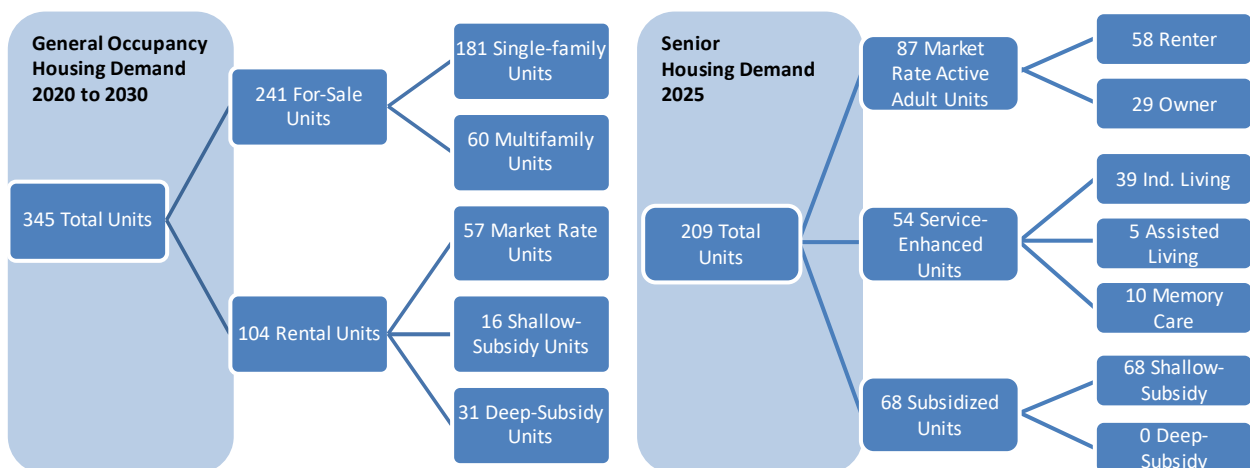 General Occupancy
Housing Demand
2020 to 2030
345 Total Units
241 For-Sale
Units
104 Rental Units
181 Single-family
Units
60 Multifamily
Units
57 Market Rate
Units
16 Shallow-
Subsidy Units
31 Deep-Subsidy
Units
Senior
Housing Demand
2025
209 Total
Units
87 Market
Rate Active
Adult Units
54 Service-
Enhanced
Units
68 Subsidized
Units
58 Renter
29 Owner
39 Ind. Living
5 Assisted
Living
10 Memory
Care
68 Shallow-
Subsidy
0 Deep-
Subsidy